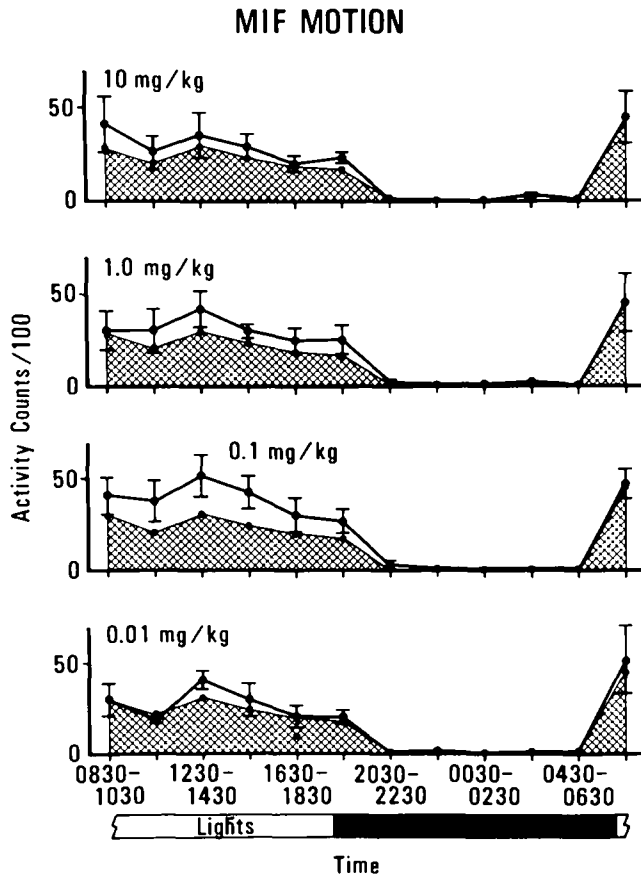 MIF MOTION
10 mg/kg
50
0
1.0 mg/kg
50
0
0.1 mg/kg
50
0
0.01 mg/kg
50
0
Activity Counts/100
0830– 1230– 1630– 2030– 0030– 0430–
1030 1430 1830 2230 0230 0630
Lights
Time